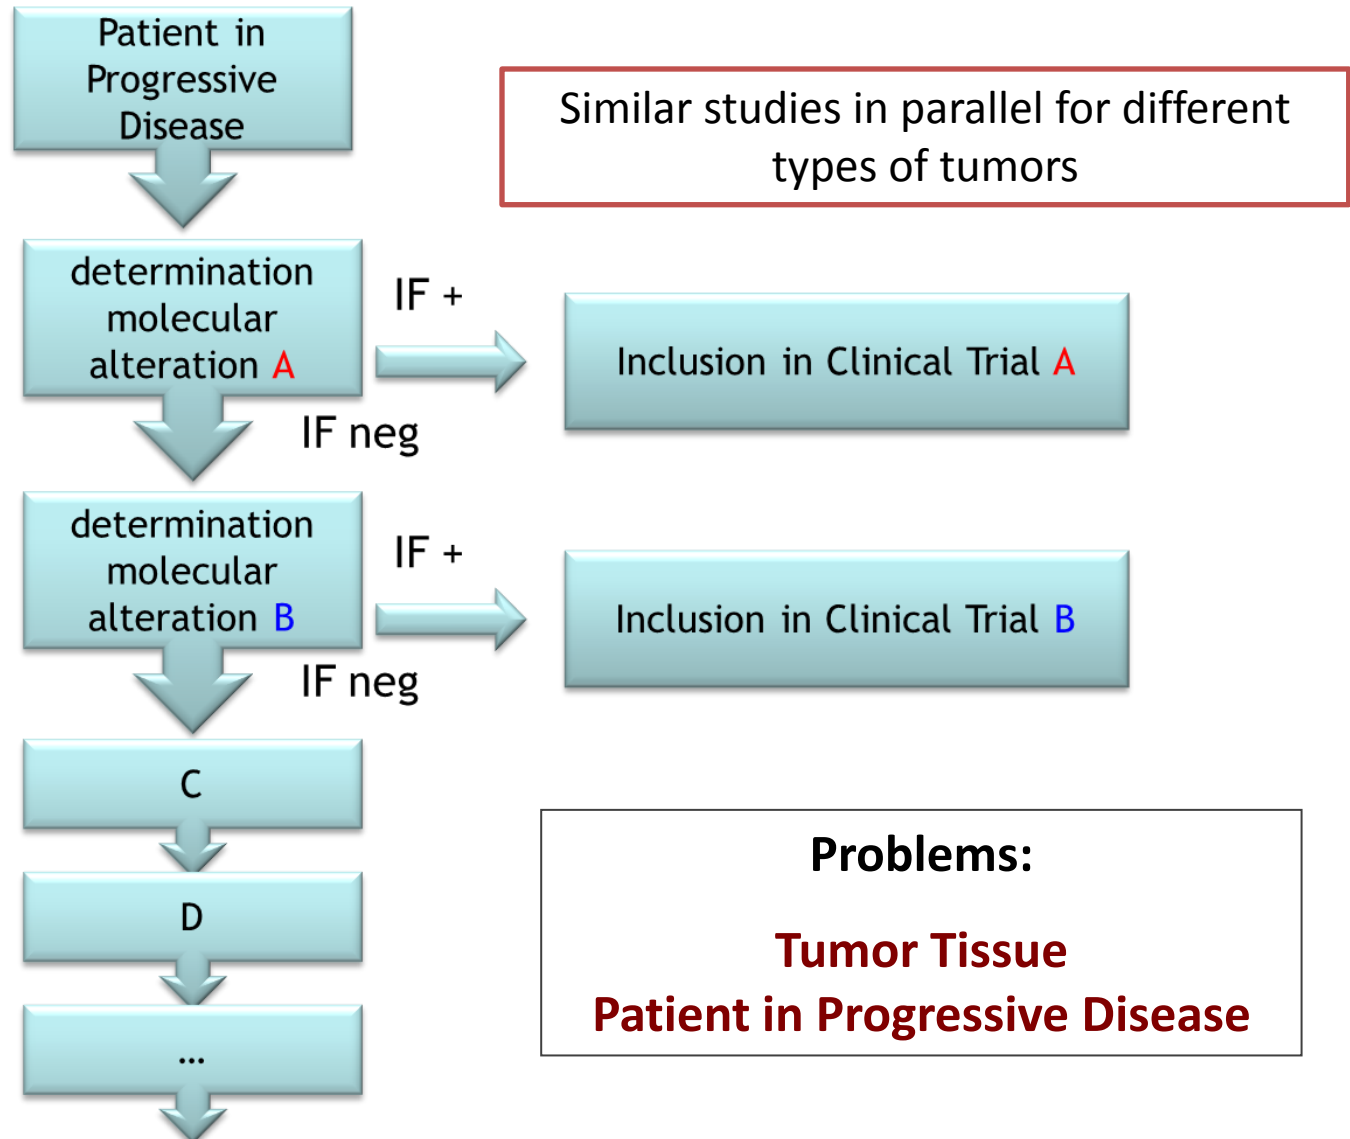 Patient in
Progressive
Disease
Similar studies in parallel for different
types of tumors
determination
molecular
alteration A
IF +
Inclusion in Clinical Trial A
IF neg
determination
molecular
alteration B
IF +
Inclusion in Clinical Trial B
IF neg
C
D
...
Problems:
Tumor Tissue
Patient in Progressive Disease